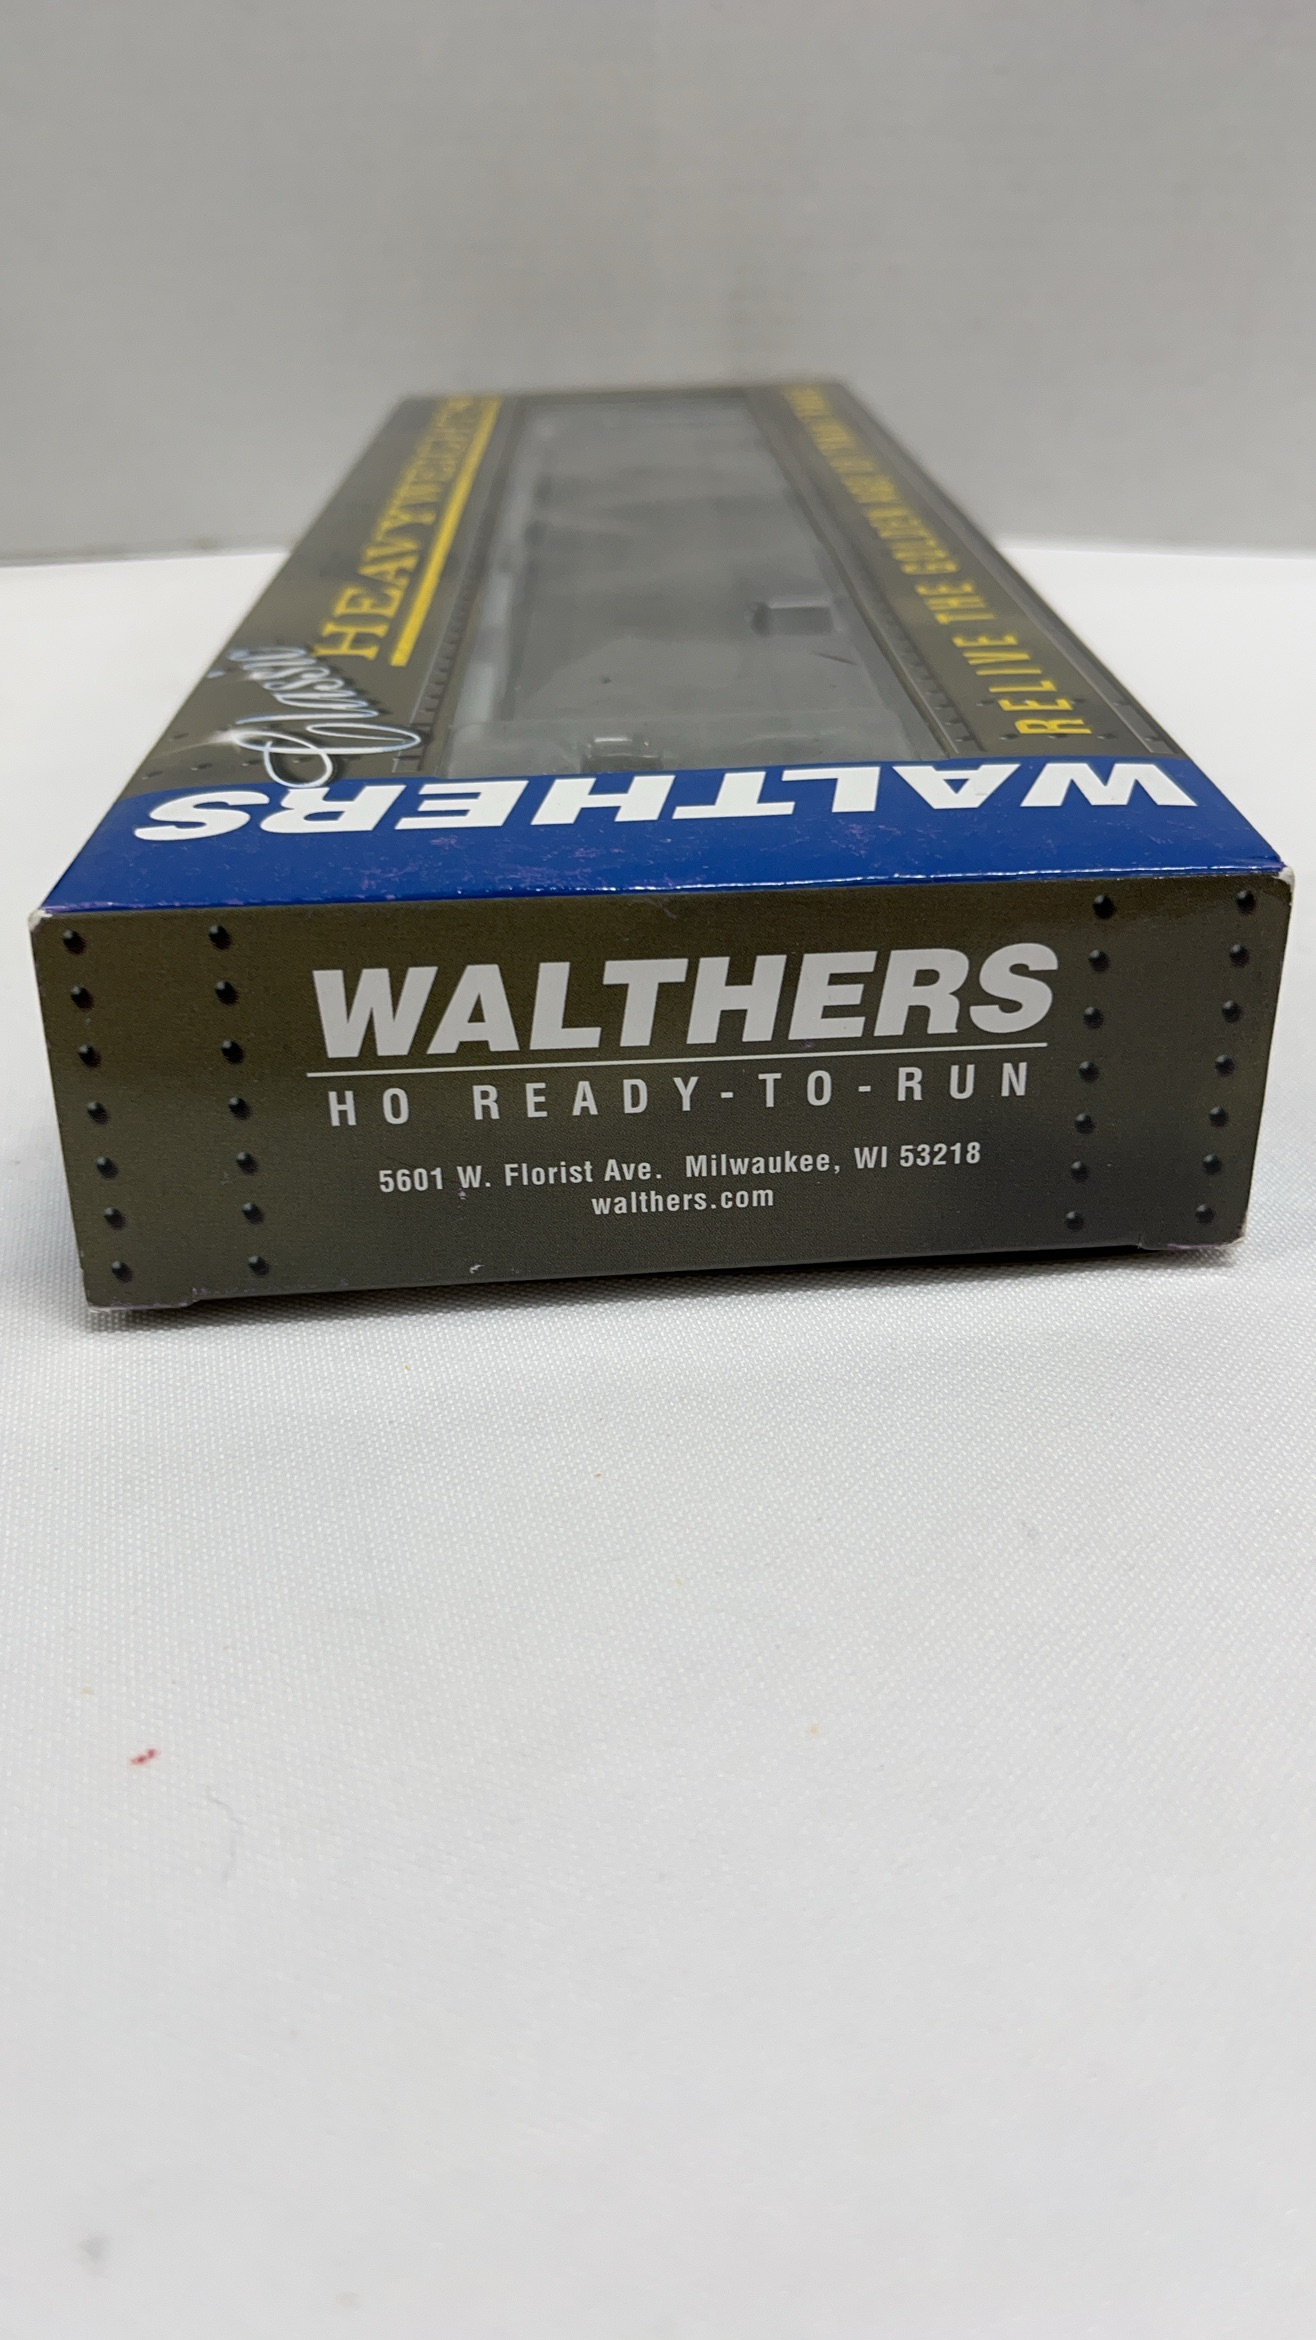 Classic
HEAVYWEIGHTS
RELIVE THE GOLDEN AGE OF TRAIN TRAVEL
WALTHERS
WALTHERS
HO READY-TO-RUN
5601 W. Florist Ave. Milwaukee, WI 53218
walthers.com